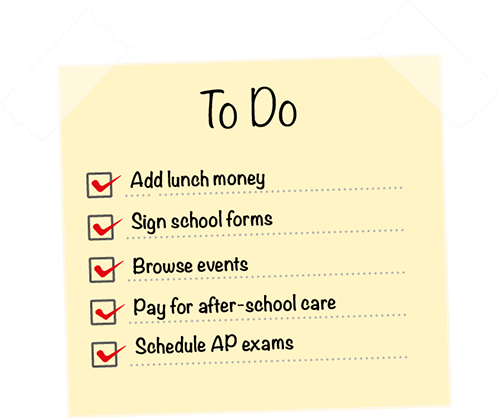 To Do
Add lunch money
Sign school forms
Browse events
Pay for after-school care
Schedule AP exams